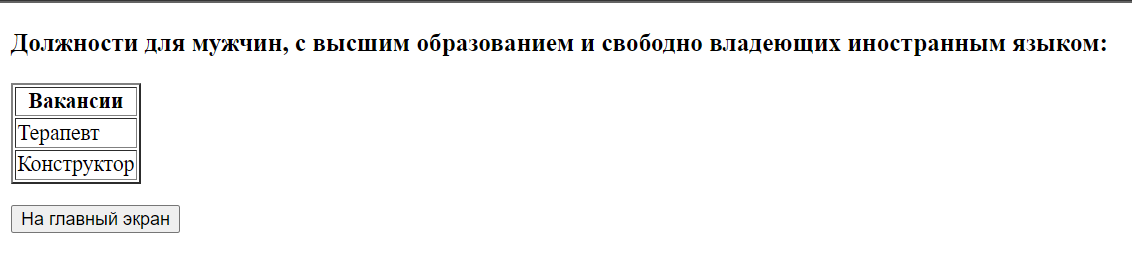 Должности для мужчин, с высшим образованием и свободно владеющих иностранным языком:
Вакансии
Терапевт
Конструктор
На главный экран